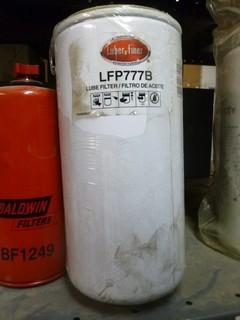 Luber-finer
LFP777B
LUBE FILTER / FILTRO DE ACEITE
BALDWIN
FILTERS
BF1249